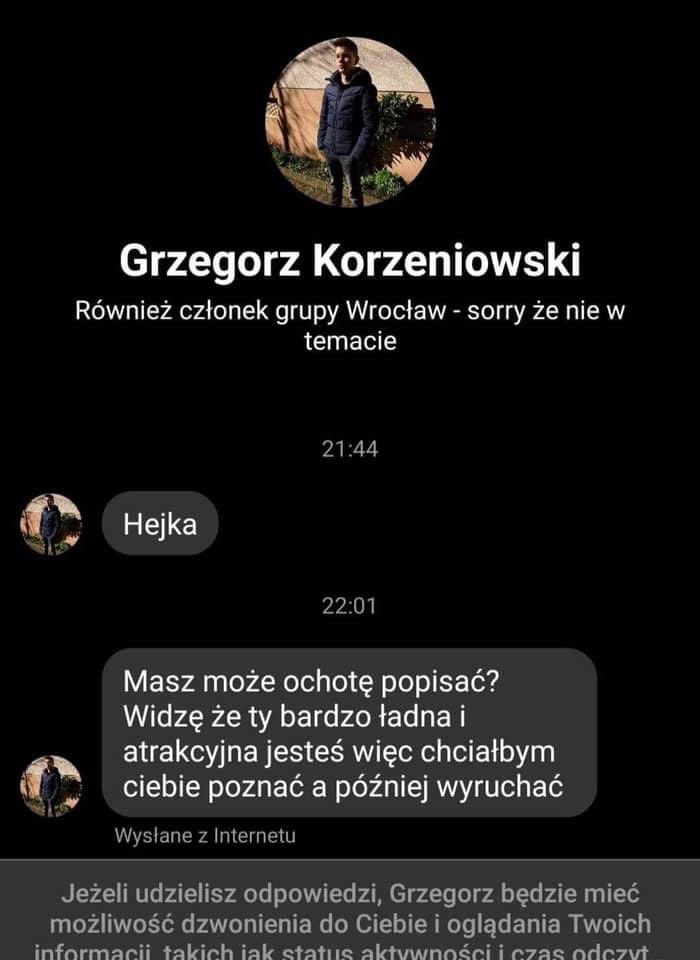 Grzegorz Korzeniowski
Również członek grupy Wrocław - sorry że nie w
temacie
21:44
Hejka
22:01
Masz może ochotę popisać?
Widzę że ty bardzo ładna i
atrakcyjna jesteś więc chciałbym
ciebie poznać a później wyruchać
Wysłane z Internetu
Jeżeli udzielisz odpowiedzi, Grzegorz będzie mieć
możliwość dzwonienia do Ciebie i oglądania Twoich
informacji, takich jak status aktywności i czas odczyt